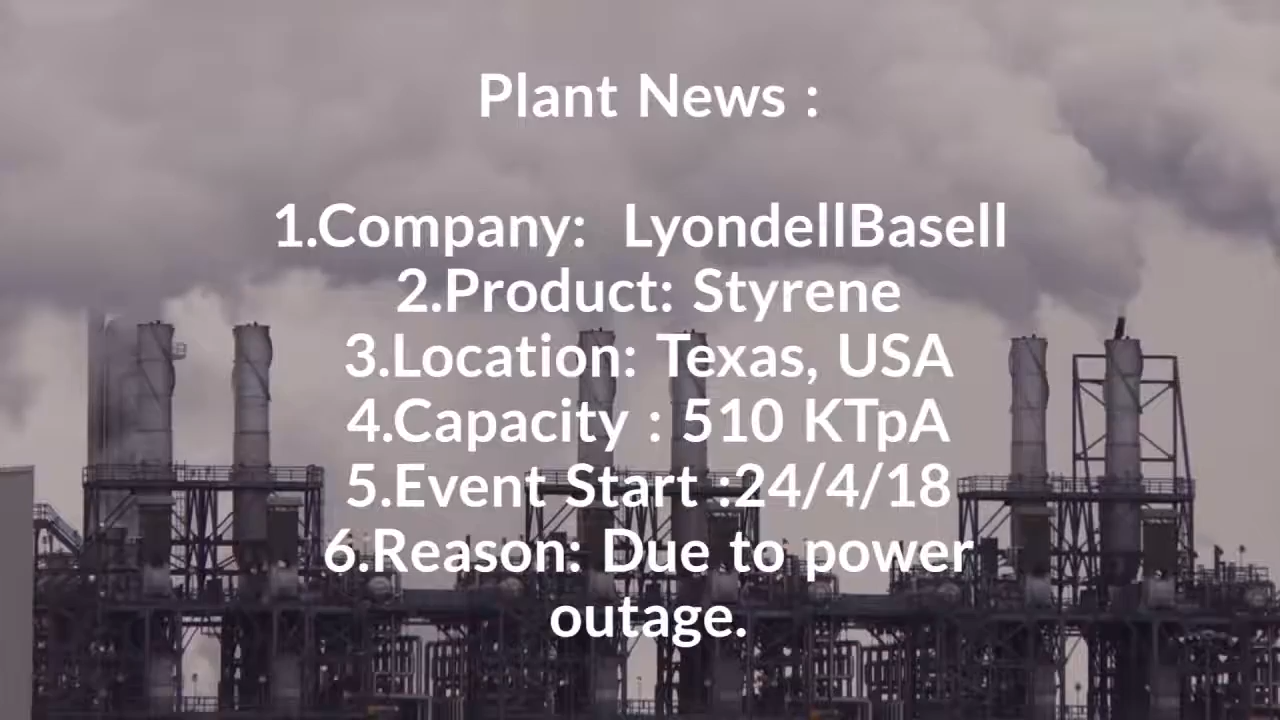 Plant News :
1.Company:  LyondellBasell
2.Product: Styrene
3.Location: Texas, USA
4.Capacity : 510 KTpA
5.Event Start :24/4/18
6.Reason: Due to power
outage.